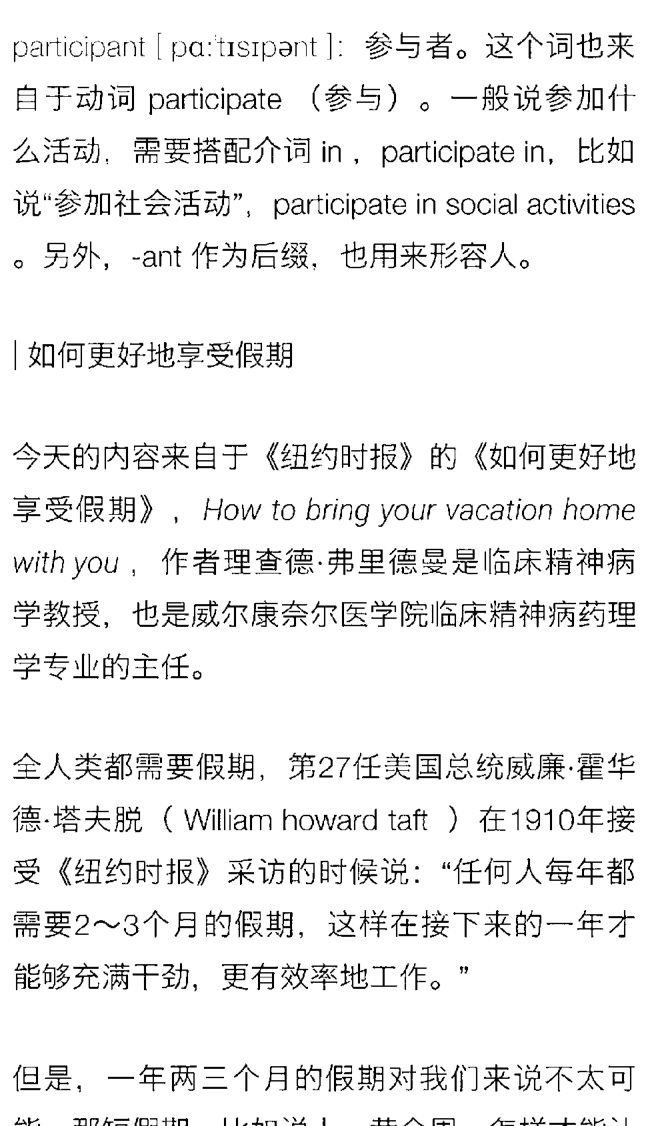 participant [ pɑːˈtɪsɪpənt ]：参与者。这个词也来
自于动词 participate （参与）。一般说参加什
么活动，需要搭配介词 in ，participate in，比如
说“参加社会活动”，participate in social activities
。另外，-ant 作为后缀，也用来形容人。
| 如何更好地享受假期
今天的内容来自于《纽约时报》的《如何更好地
享受假期》，How to bring your vacation home
with you ，作者理查德·弗里德曼是临床精神病
学教授，也是威尔康奈尔医学院临床精神病药理
学专业的主任。
全人类都需要假期，第27任美国总统威廉·霍华
德·塔夫脱（ William howard taft ）在1910年接
受《纽约时报》采访的时候说：“任何人每年都
需要2～3个月的假期，这样在接下来的一年才
能够充满干劲，更有效率地工作。”
但是，一年两三个月的假期对我们来说不太可